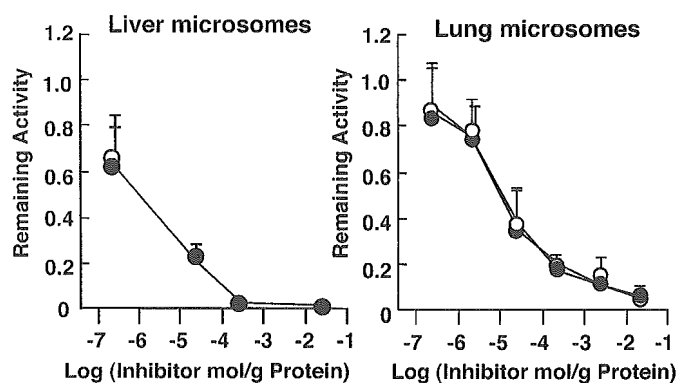 Liver microsomes
1.2
1.0
0.8
0.6
0.4
0.2
0
Remaining Activity
-7 -6 -5 -4 -3 -2 -1
Log (Inhibitor mol/g Protein)
Lung microsomes
1.2
1.0
0.8
0.6
0.4
0.2
0
Remaining Activity
-7 -6 -5 -4 -3 -2 -1
Log (Inhibitor mol/g Protein)